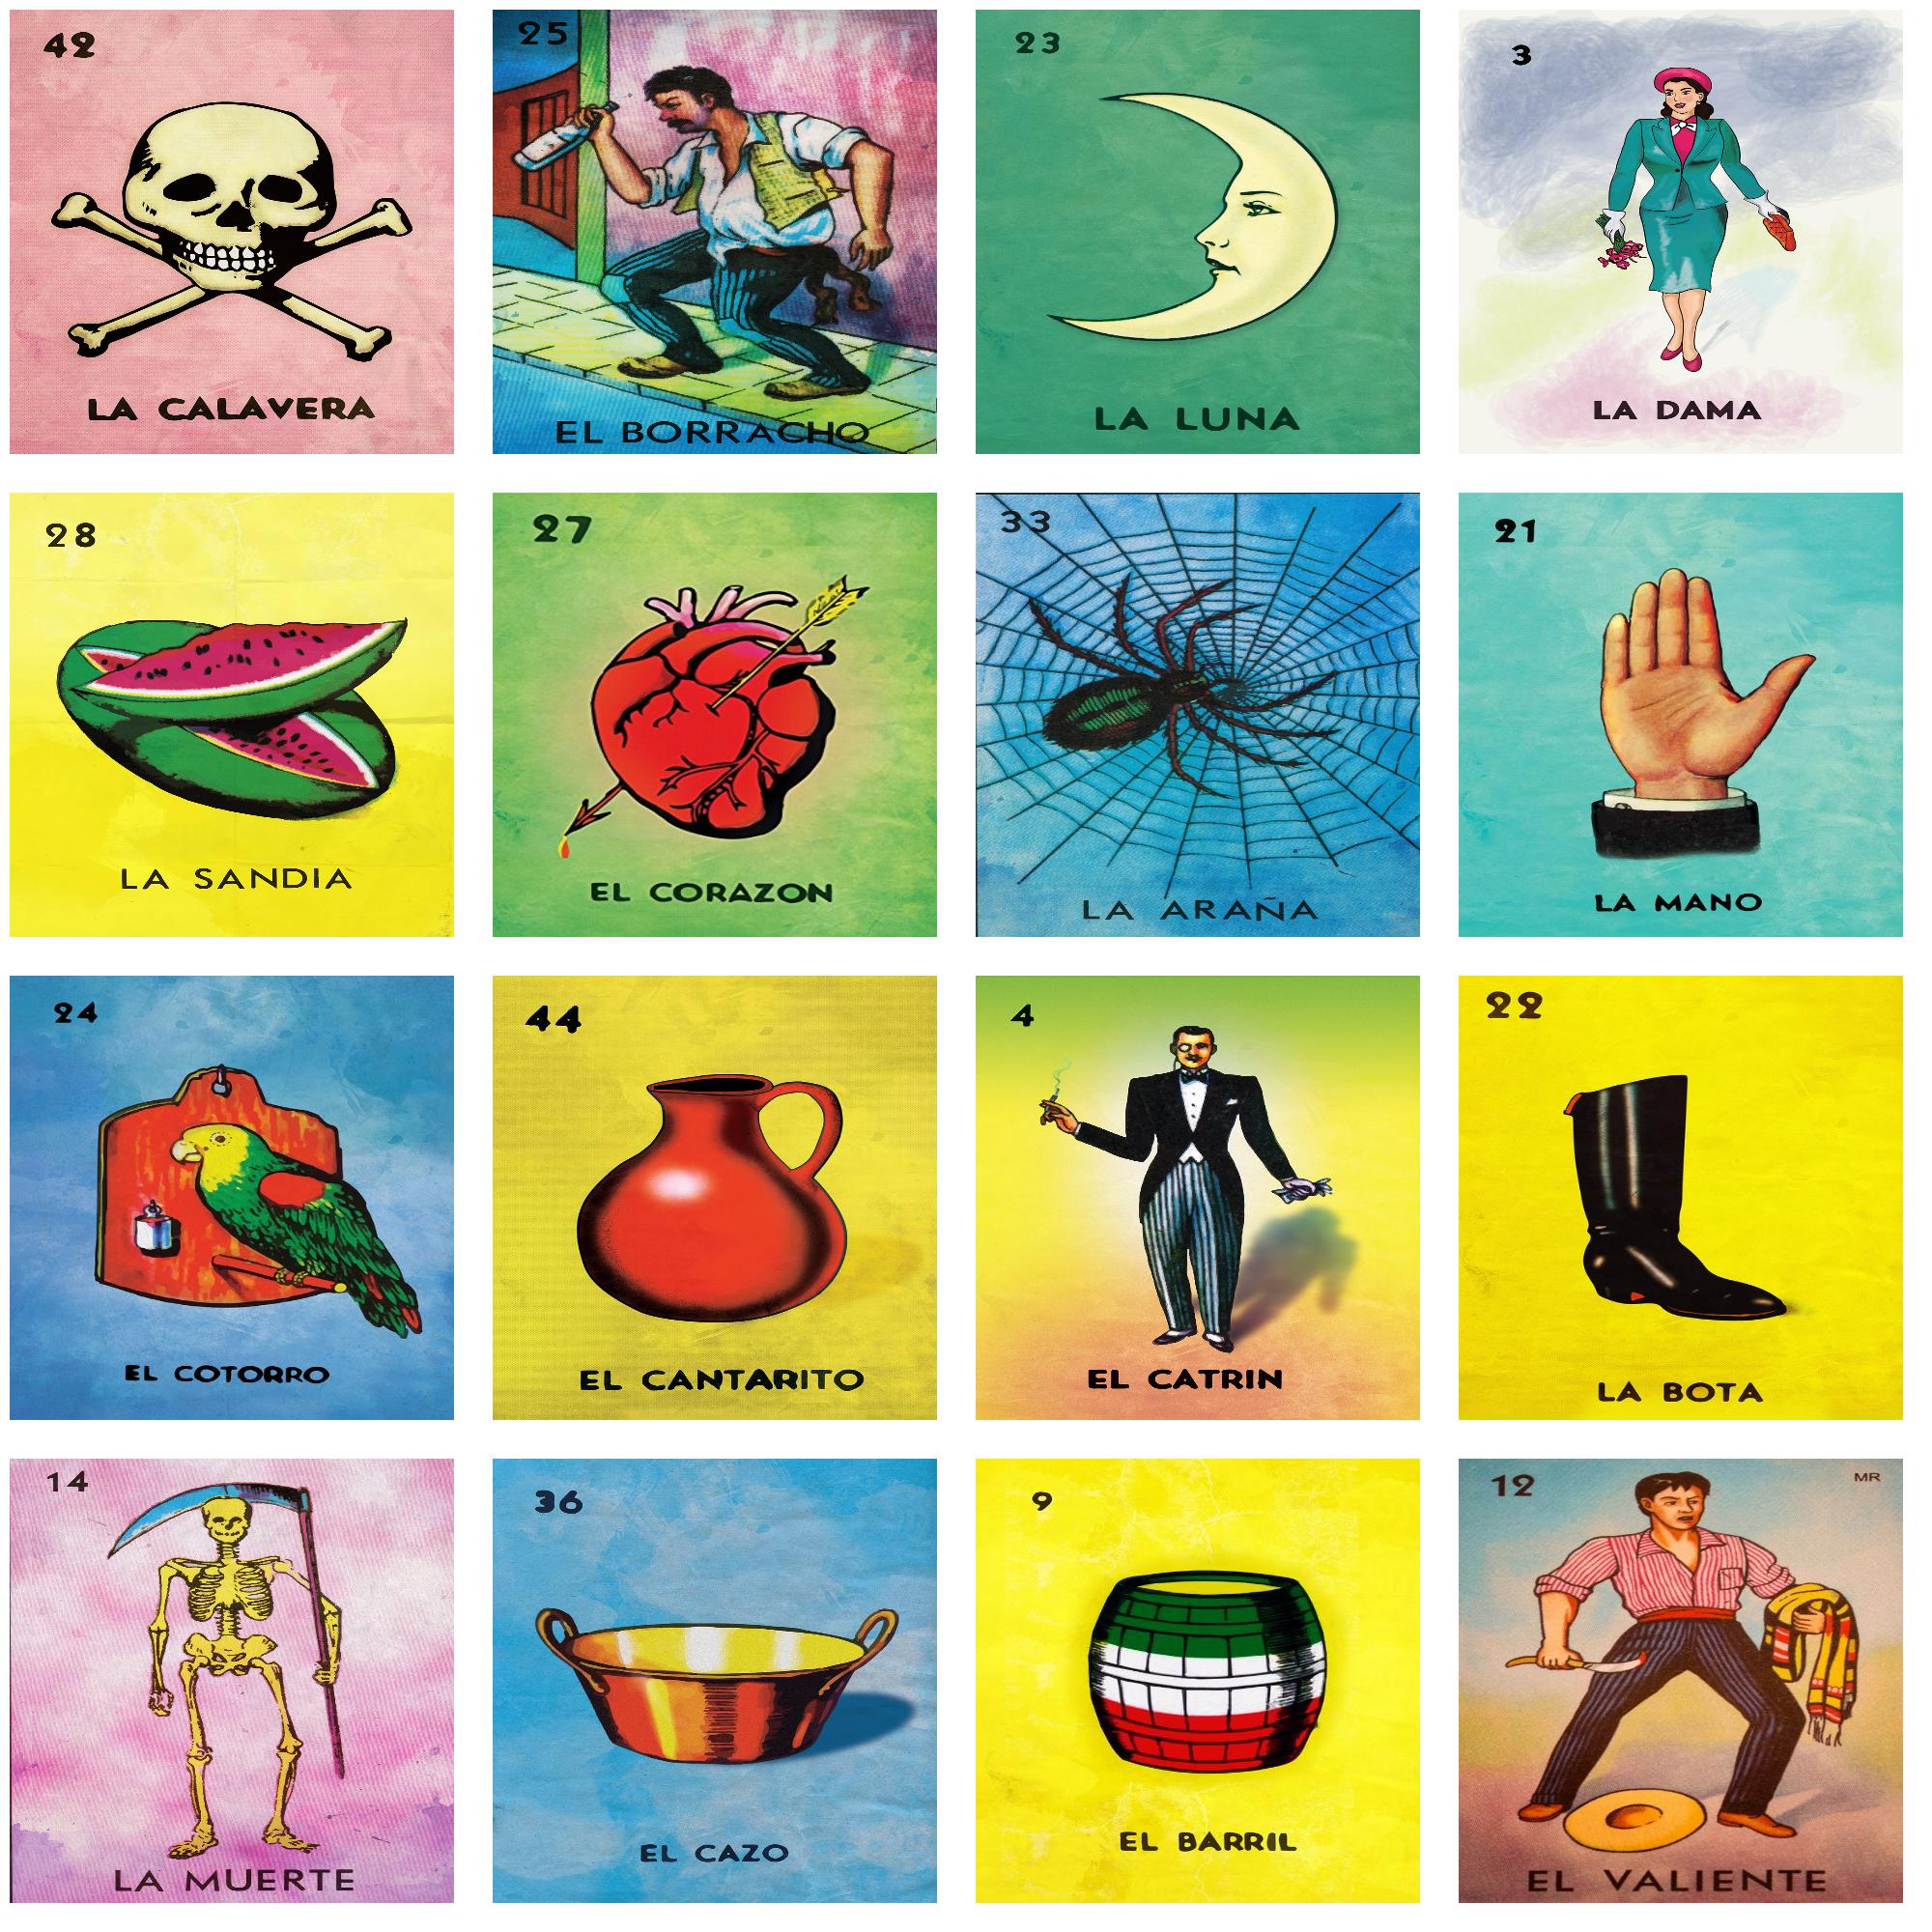 42
LA CALAVERA
25
EL BORRACHO
23
LA LUNA
3
LA DAMA
28
LA SANDIA
27
EL CORAZON
33
LA ARAÑA
21
LA MANO
24
EL COTORRO
44
EL CANTARITO
4
EL CATRIN
22
LA BOTA
14
LA MUERTE
36
EL CAZO
9
EL BARRIL
12
MR
EL VALIENTE